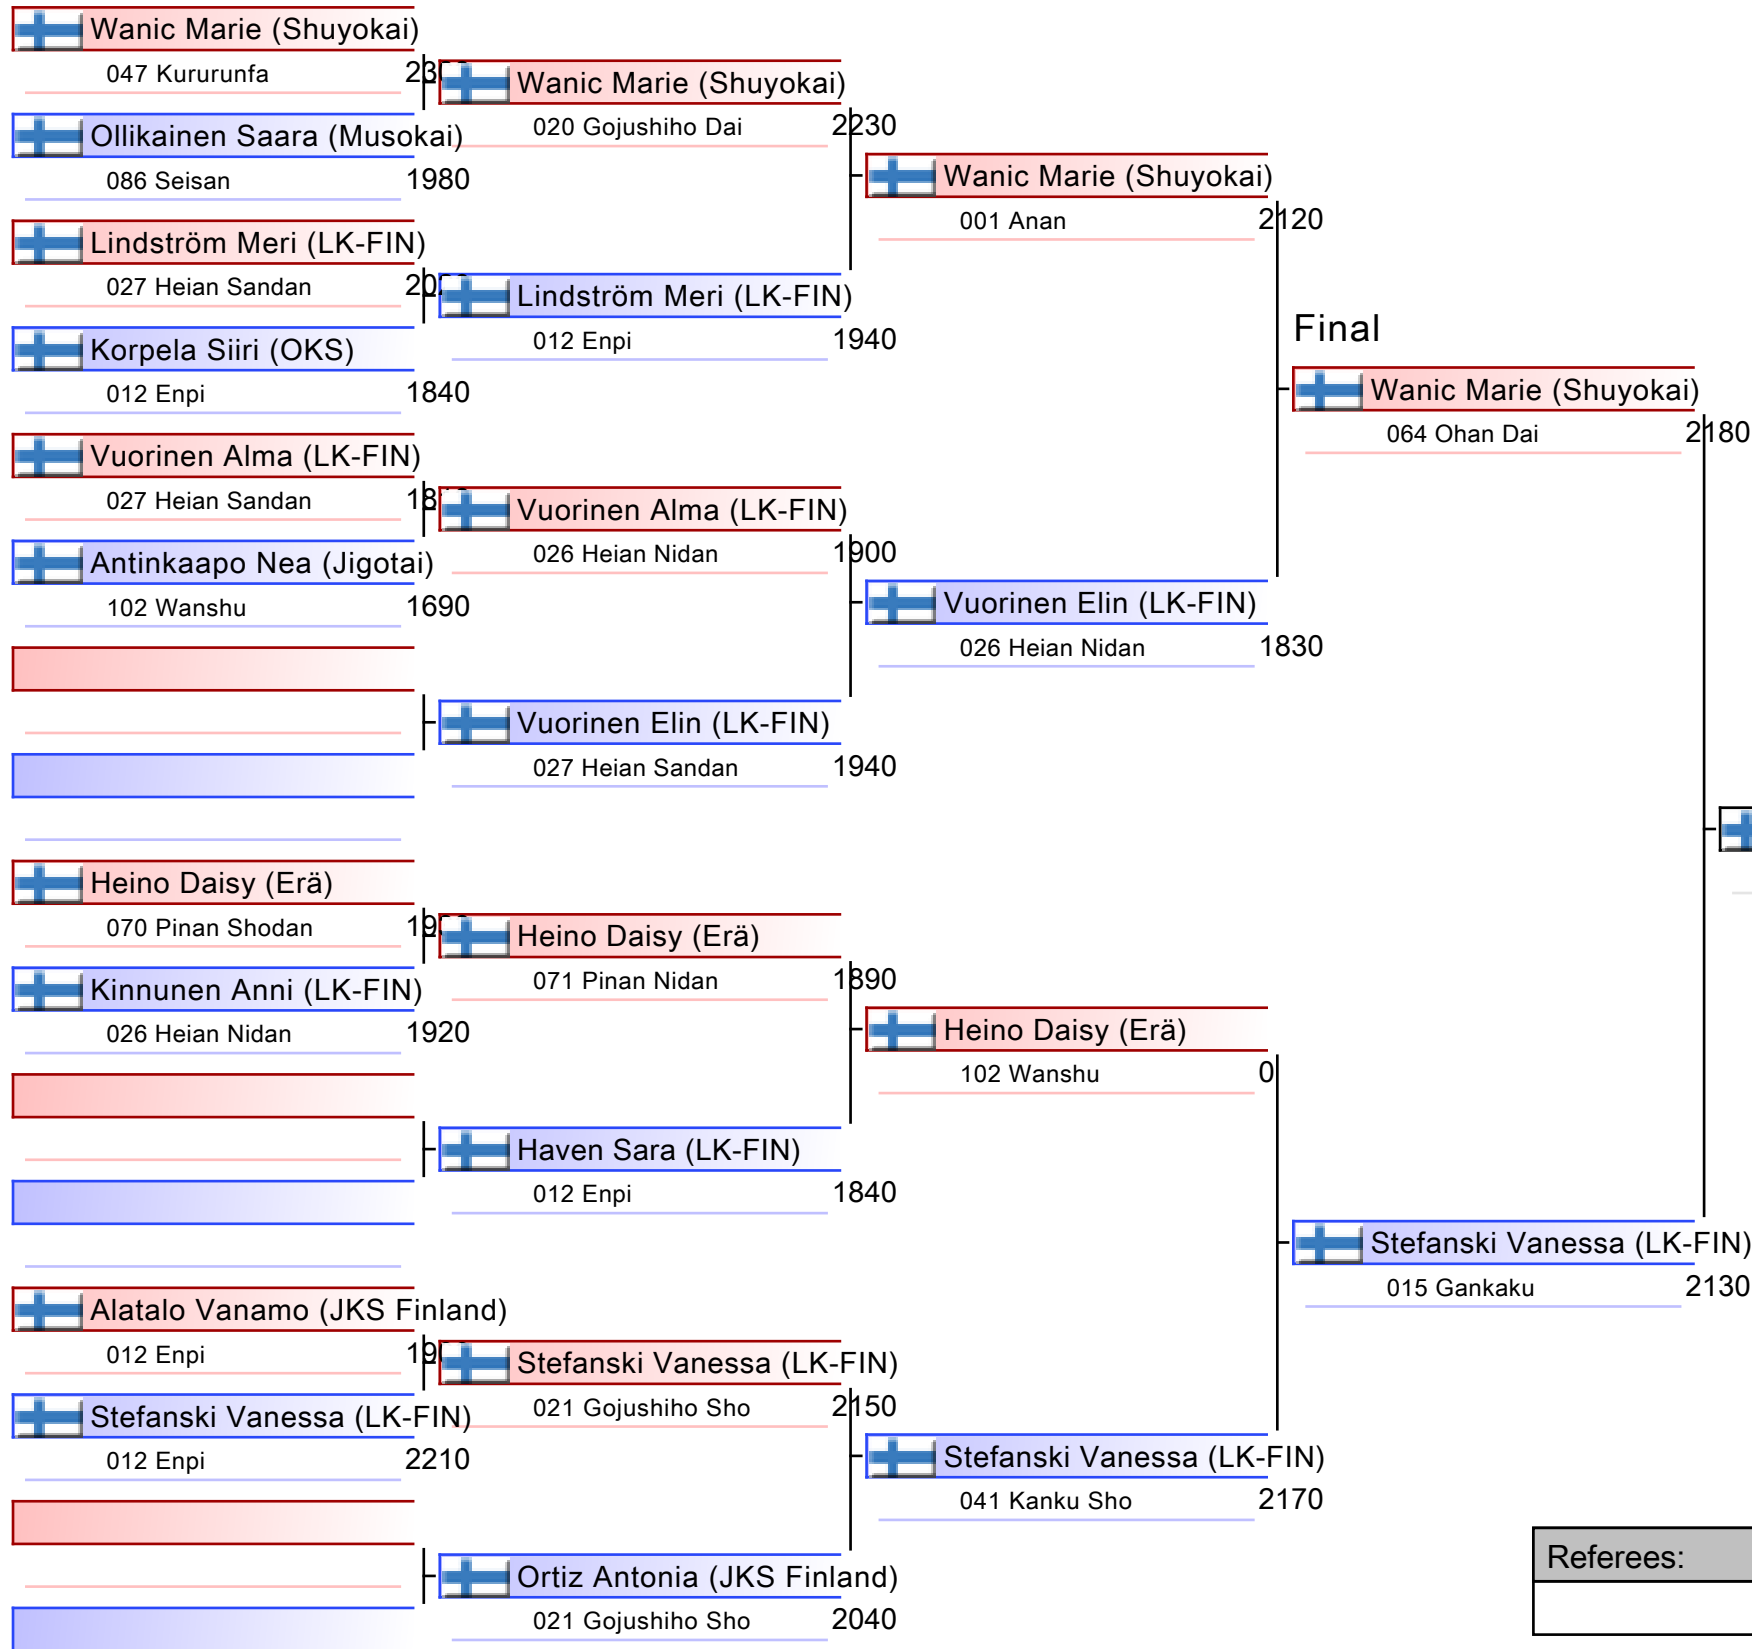 Wanic Marie (Shuyokai)
047 Kururunfa
Ollikainen Saara (Musokai)
086 Seisan 1980
Lindström Meri (LK-FIN)
027 Heian Sandan
Korpela Siiri (OKS)
012 Enpi 1840
Vuorinen Alma (LK-FIN)
027 Heian Sandan
Antinkaapo Nea (Jigotai)
102 Wanshu 1690
Heino Daisy (Erä)
070 Pinan Shodan
Kinnunen Anni (LK-FIN)
026 Heian Nidan 1920
Alatalo Vanamo (JKS Finland)
012 Enpi
Stefanski Vanessa (LK-FIN)
012 Enpi 2210
Wanic Marie (Shuyokai)
020 Gojushiho Dai 2230
Lindström Meri (LK-FIN)
012 Enpi 1940
Vuorinen Alma (LK-FIN)
026 Heian Nidan 1900
Vuorinen Elin (LK-FIN)
027 Heian Sandan 1940
Heino Daisy (Erä)
071 Pinan Nidan 1890
Haven Sara (LK-FIN)
012 Enpi 1840
Stefanski Vanessa (LK-FIN)
021 Gojushiho Sho 2150
Ortiz Antonia (JKS Finland)
021 Gojushiho Sho 2040
Wanic Marie (Shuyokai)
001 Anan 2120
Vuorinen Elin (LK-FIN)
026 Heian Nidan 1830
Heino Daisy (Erä)
102 Wanshu 0
Stefanski Vanessa (LK-FIN)
041 Kanku Sho 2170
Final
Wanic Marie (Shuyokai)
064 Ohan Dai 2180
Stefanski Vanessa (LK-FIN)
015 Gankaku 2130
Referees: